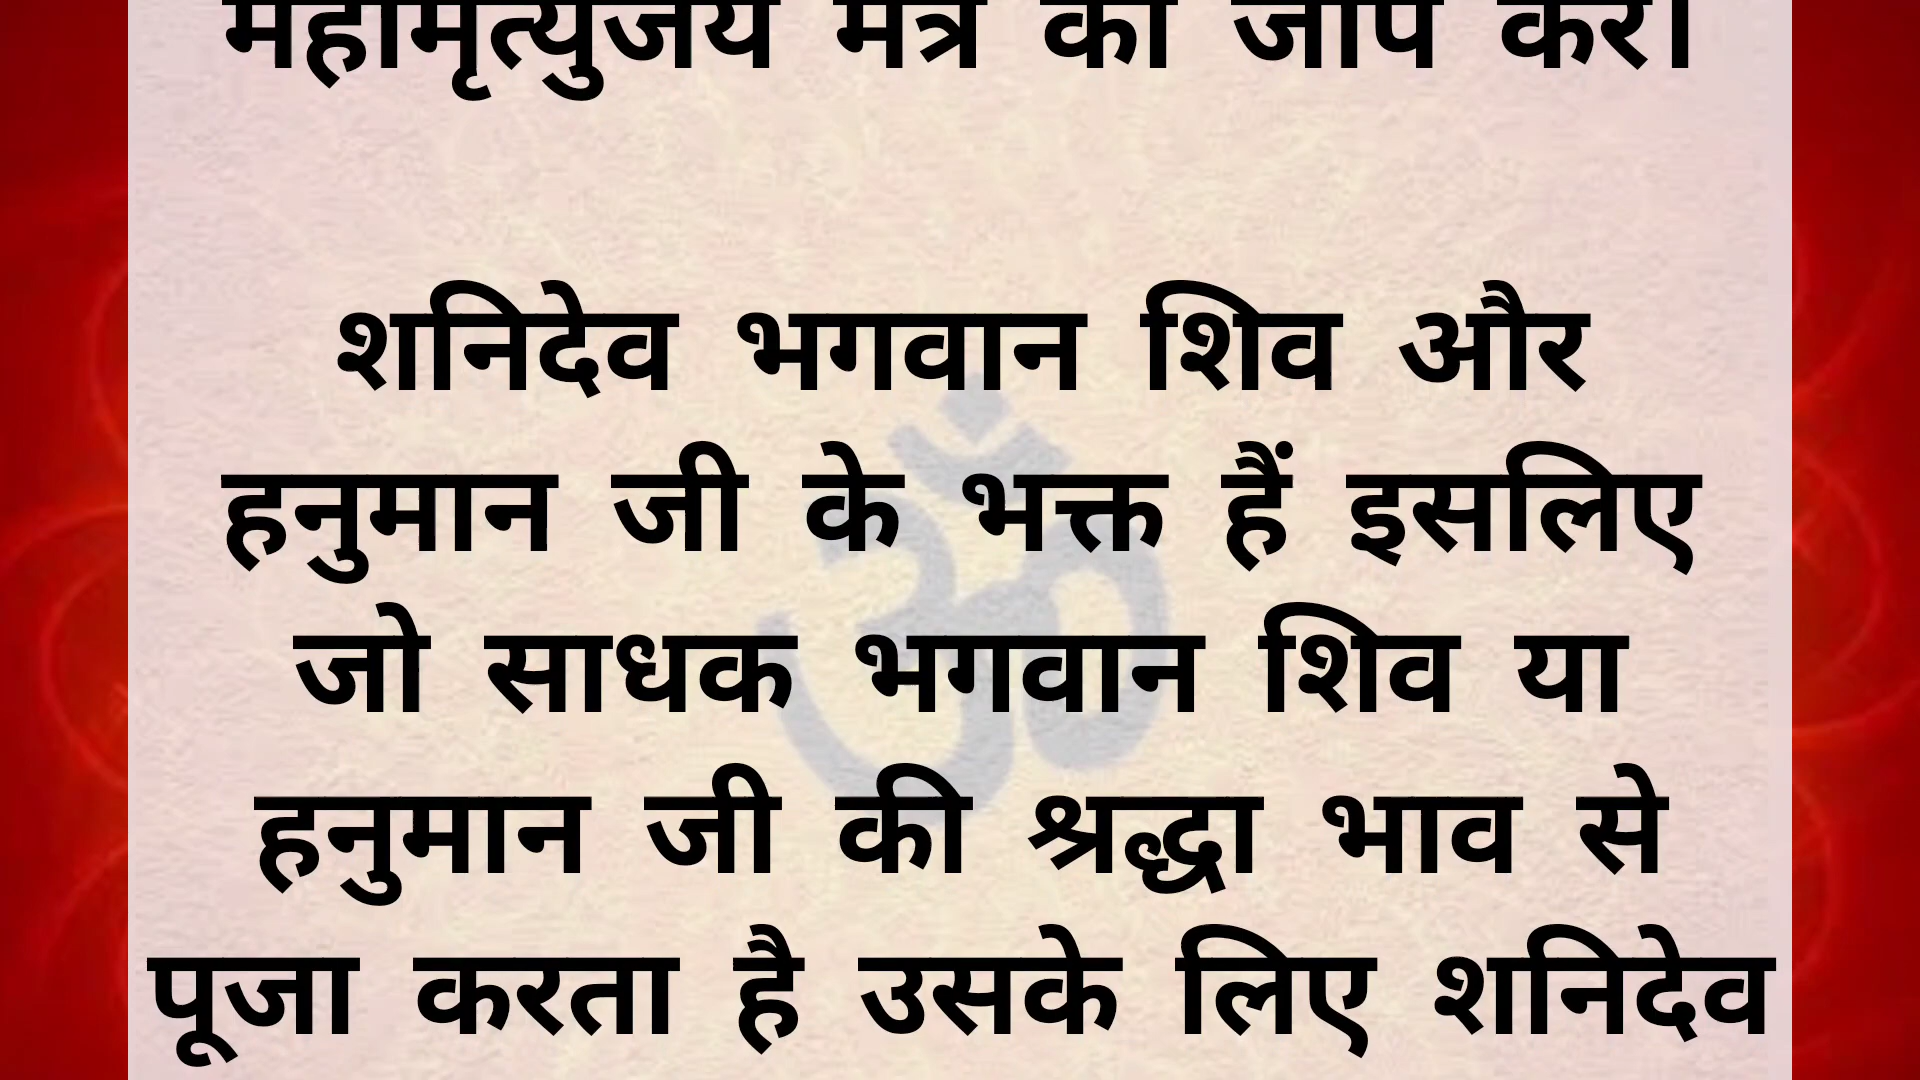 महामृत्युंजय मंत्र का जाप करें।
शनिदेव भगवान शिव और
हनुमान जी के भक्त हैं इसलिए
जो साधक भगवान शिव या
हनुमान जी की श्रद्धा भाव से
पूजा करता है उसके लिए शनिदेव